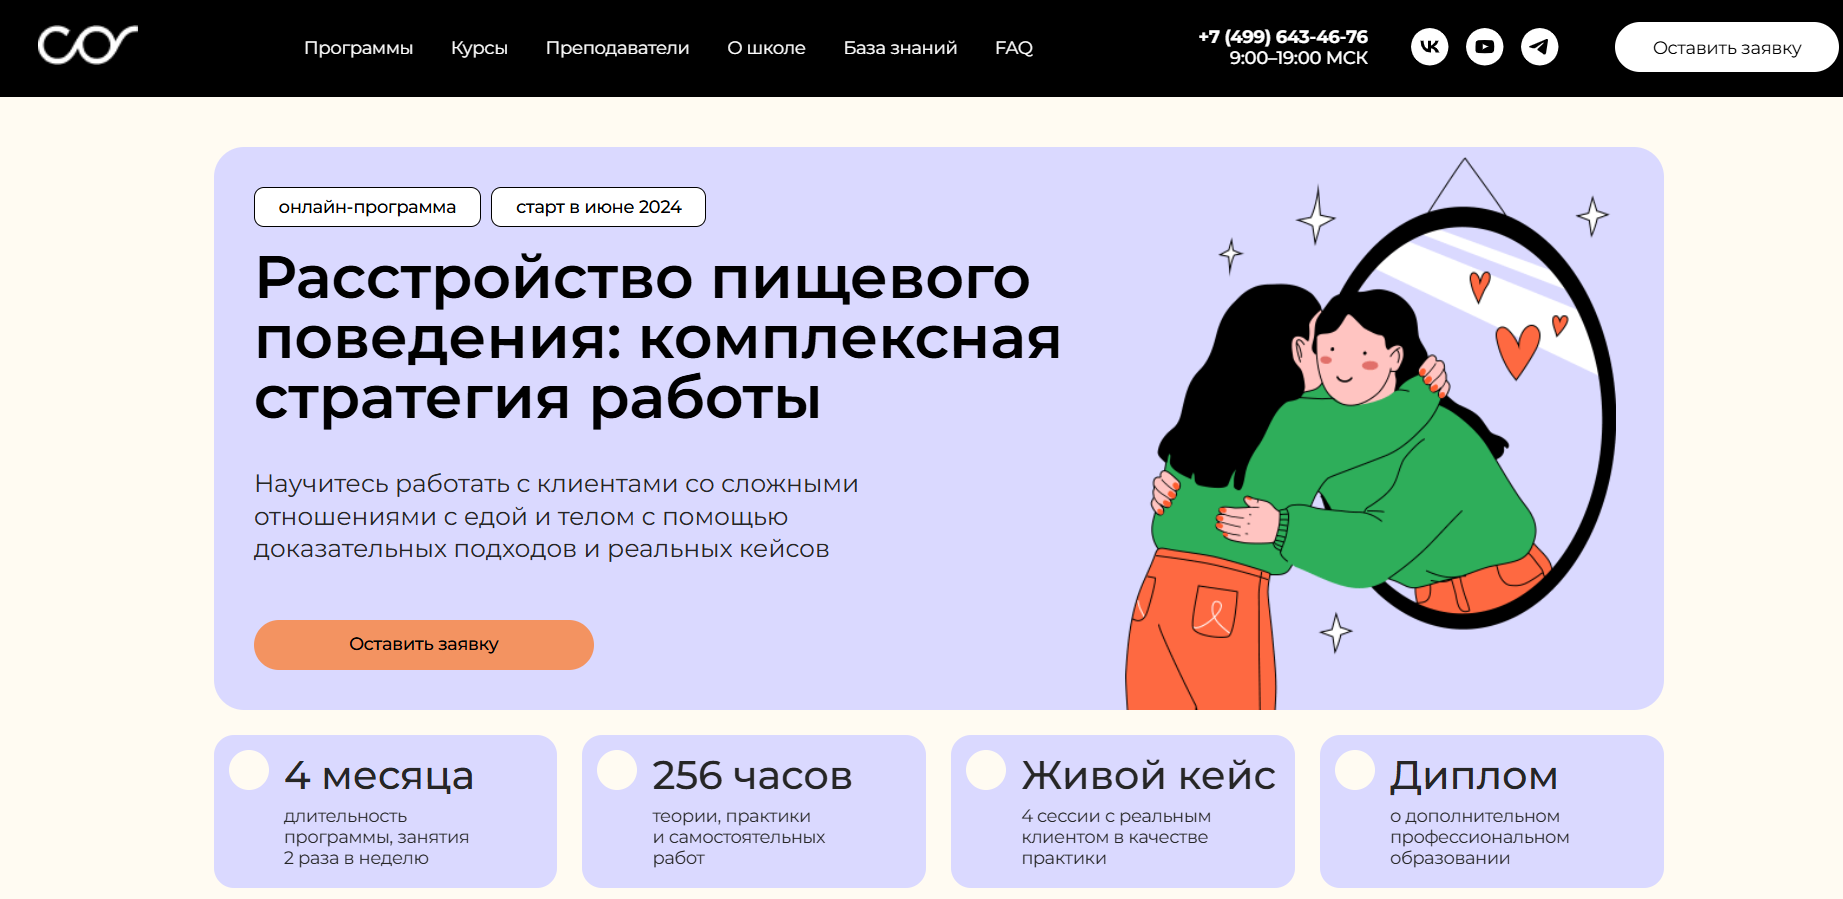 cor
Программы
Курсы
Преподаватели
О школе
База знаний
FAQ
+7 (499) 643-46-76
9:00–19:00 МСК
Оставить заявку
онлайн-программа
старт в июне 2024
Расстройство пищевого
поведения: комплексная
стратегия работы
Научитесь работать с клиентами со сложными
отношениями с едой и телом с помощью
доказательных подходов и реальных кейсов
Оставить заявку
4 месяца
длительность
программы, занятия
2 раза в неделю
256 часов
теории, практики
и самостоятельных
работ
Живой кейс
4 сессии с реальным
клиентом в качестве
практики
Диплом
о дополнительном
профессиональном
образовании